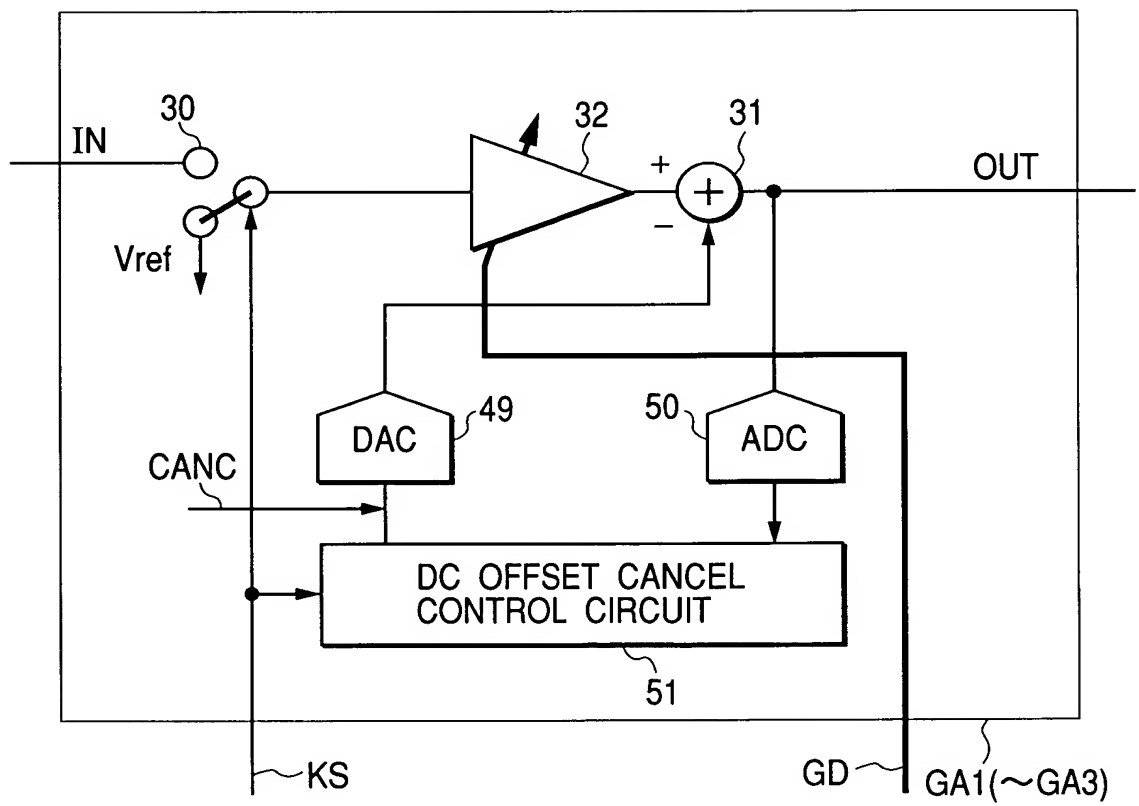 30
IN
Vref
32
31
+
−
+
OUT
DAC
49
50
ADC
CANC
DC OFFSET CANCEL
CONTROL CIRCUIT
51
KS
GD
GA1(～GA3)